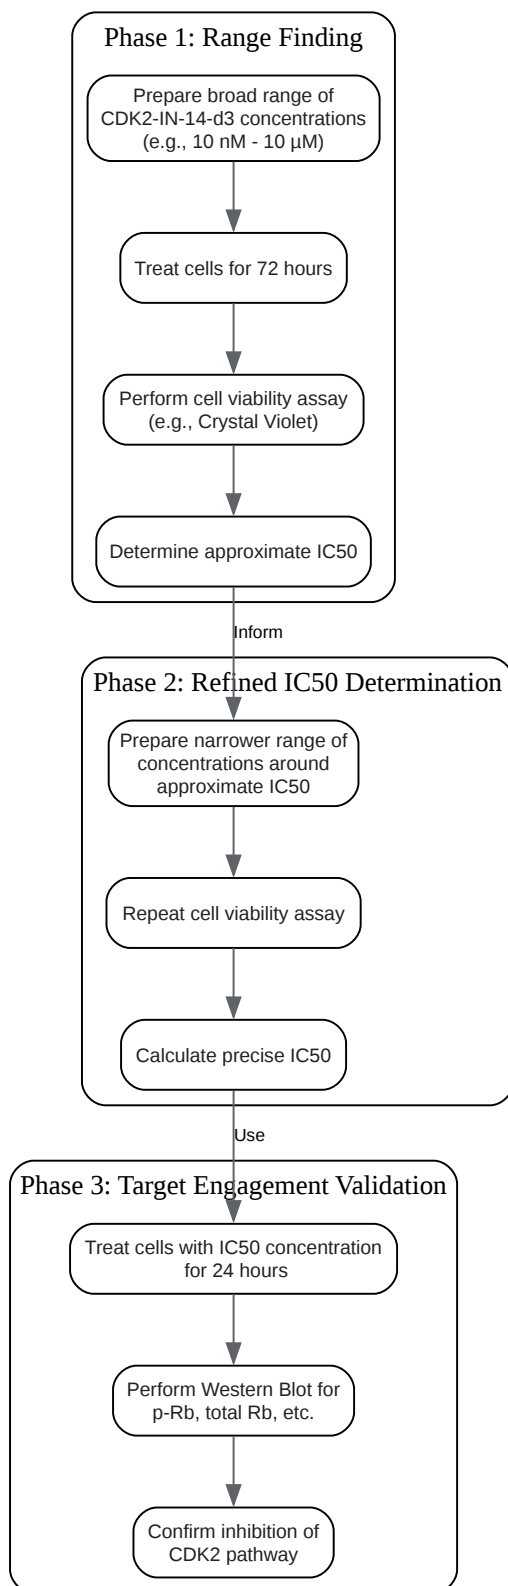 Phase 1: Range Finding
Prepare broad range of
CDK2-IN-14-d3 concentrations
(e.g., 10 nM - 10 µM)
Treat cells for 72 hours
Perform cell viability assay
(e.g., Crystal Violet)
Determine approximate IC50
Inform
Phase 2: Refined IC50 Determination
Prepare narrower range of
concentrations around
approximate IC50
Repeat cell viability assay
Calculate precise IC50
Use
Phase 3: Target Engagement Validation
Treat cells with IC50 concentration
for 24 hours
Perform Western Blot for
p-Rb, total Rb, etc.
Confirm inhibition of
CDK2 pathway